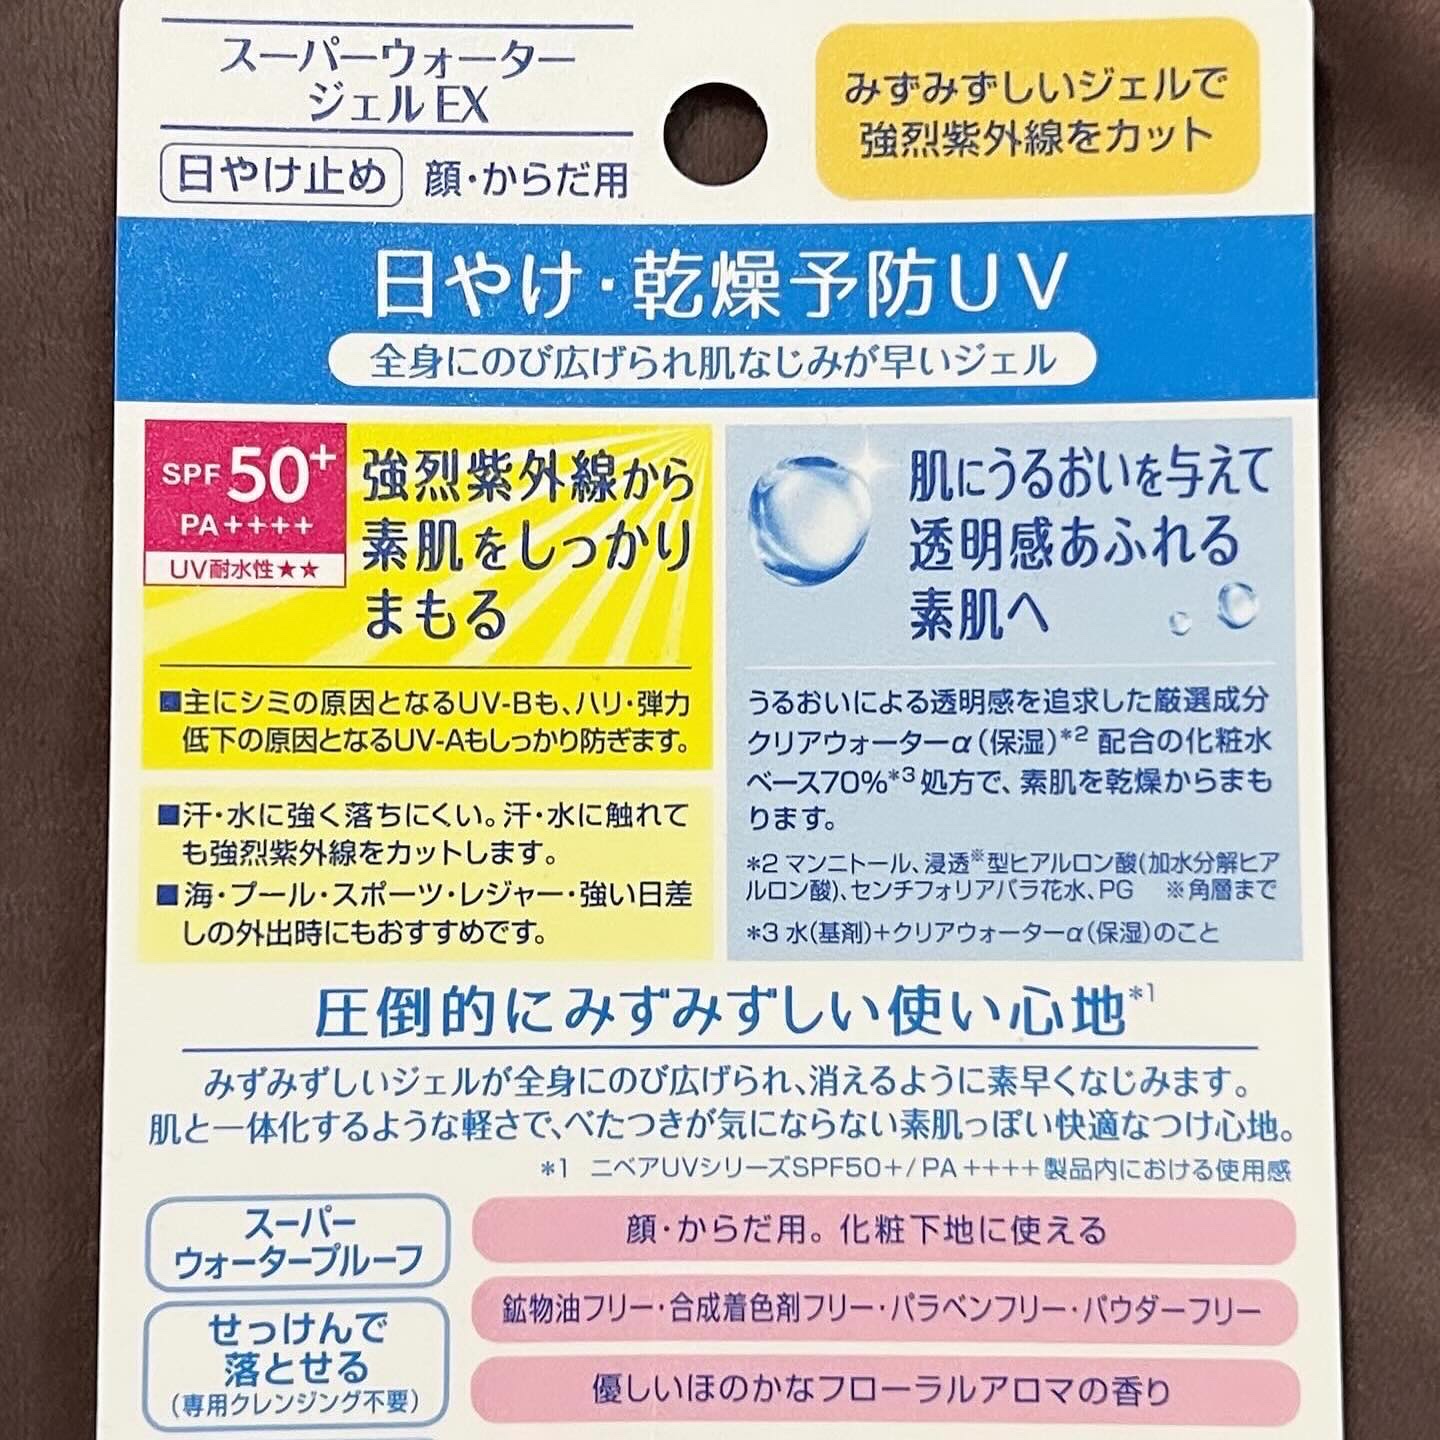 スーパーウォーター
ジェルEX
日やけ止め 顔・からだ用
みずみずしいジェルで
強烈紫外線をカット
日やけ・乾燥予防UV
全身にのび広げられ肌なじみが早いジェル
SPF50+
PA++++
UV耐水性★★
強烈紫外線から
素肌をしっかり
まもる
■主にシミの原因となるUV-Bも、ハリ・弾力
低下の原因となるUV-Aもしっかり防ぎます。
■汗・水に強く落ちにくい。汗・水に触れて
も強烈紫外線をカットします。
■海・プール・スポーツ・レジャー・強い日差
しの外出時にもおすすめです。
肌にうるおいを与えて
透明感あふれる
素肌へ
うるおいによる透明感を追求した厳選成分
クリアウォーターα(保湿)*2 配合の化粧水
ベース70%*3処方で、素肌を乾燥からまも
ります。
*2 マンニトール、浸透※型ヒアルロン酸(加水分解ヒア
ルロン酸)、センチフォリアバラ花水、PG ※角層まで
*3 水(基剤)+クリアウォーターα(保湿)のこと
圧倒的にみずみずしい使い心地*1
みずみずしいジェルが全身にのび広げられ、消えるように素早くなじみます。
肌と一体化するような軽さで、べたつきが気にならない素肌っぽい快適なつけ心地。
*1 ニベアUVシリーズSPF50+/PA++++製品内における使用感
スーパー
ウォータープルーフ
顔・からだ用。化粧下地に使える
せっけんで
落とせる
(専用クレンジング不要)
鉱物油フリー・合成着色剤フリー・パラベンフリー・パウダーフリー
優しいほのかなフローラルアロマの香り